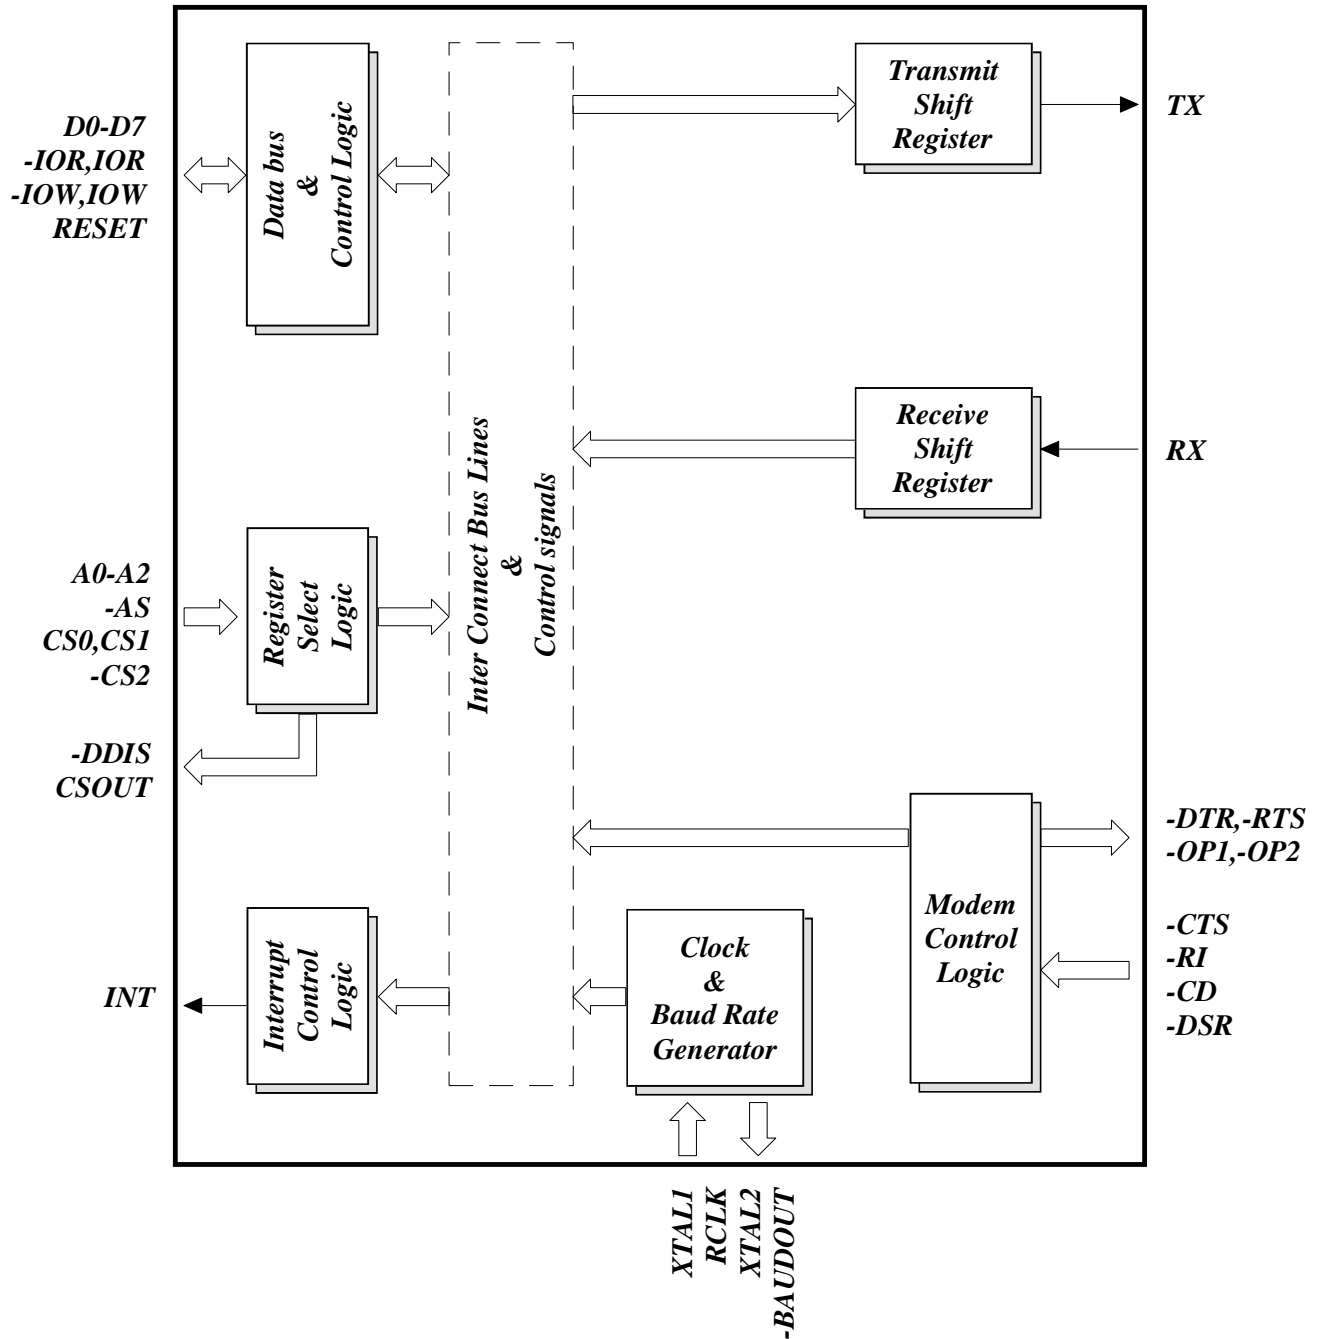 D0-D7
-IOR,IOR
-IOW,IOW
RESET
Data bus
&
Control Logic
Transmit
Shift
Register
TX
Receive
Shift
Register
RX
Inter Connect Bus Lines
&
Control signals
A0-A2
-AS
CS0,CS1
-CS2
Register
Select
Logic
-DDIS
CSOUT
-DTR,-RTS
-OP1,-OP2
Modem
Control
Logic
-CTS
-RI
-CD
-DSR
INT
Interrupt
Control
Logic
Clock
&
Baud Rate
Generator
XTAL1
RCLK
XTAL2
-BAUDOUT